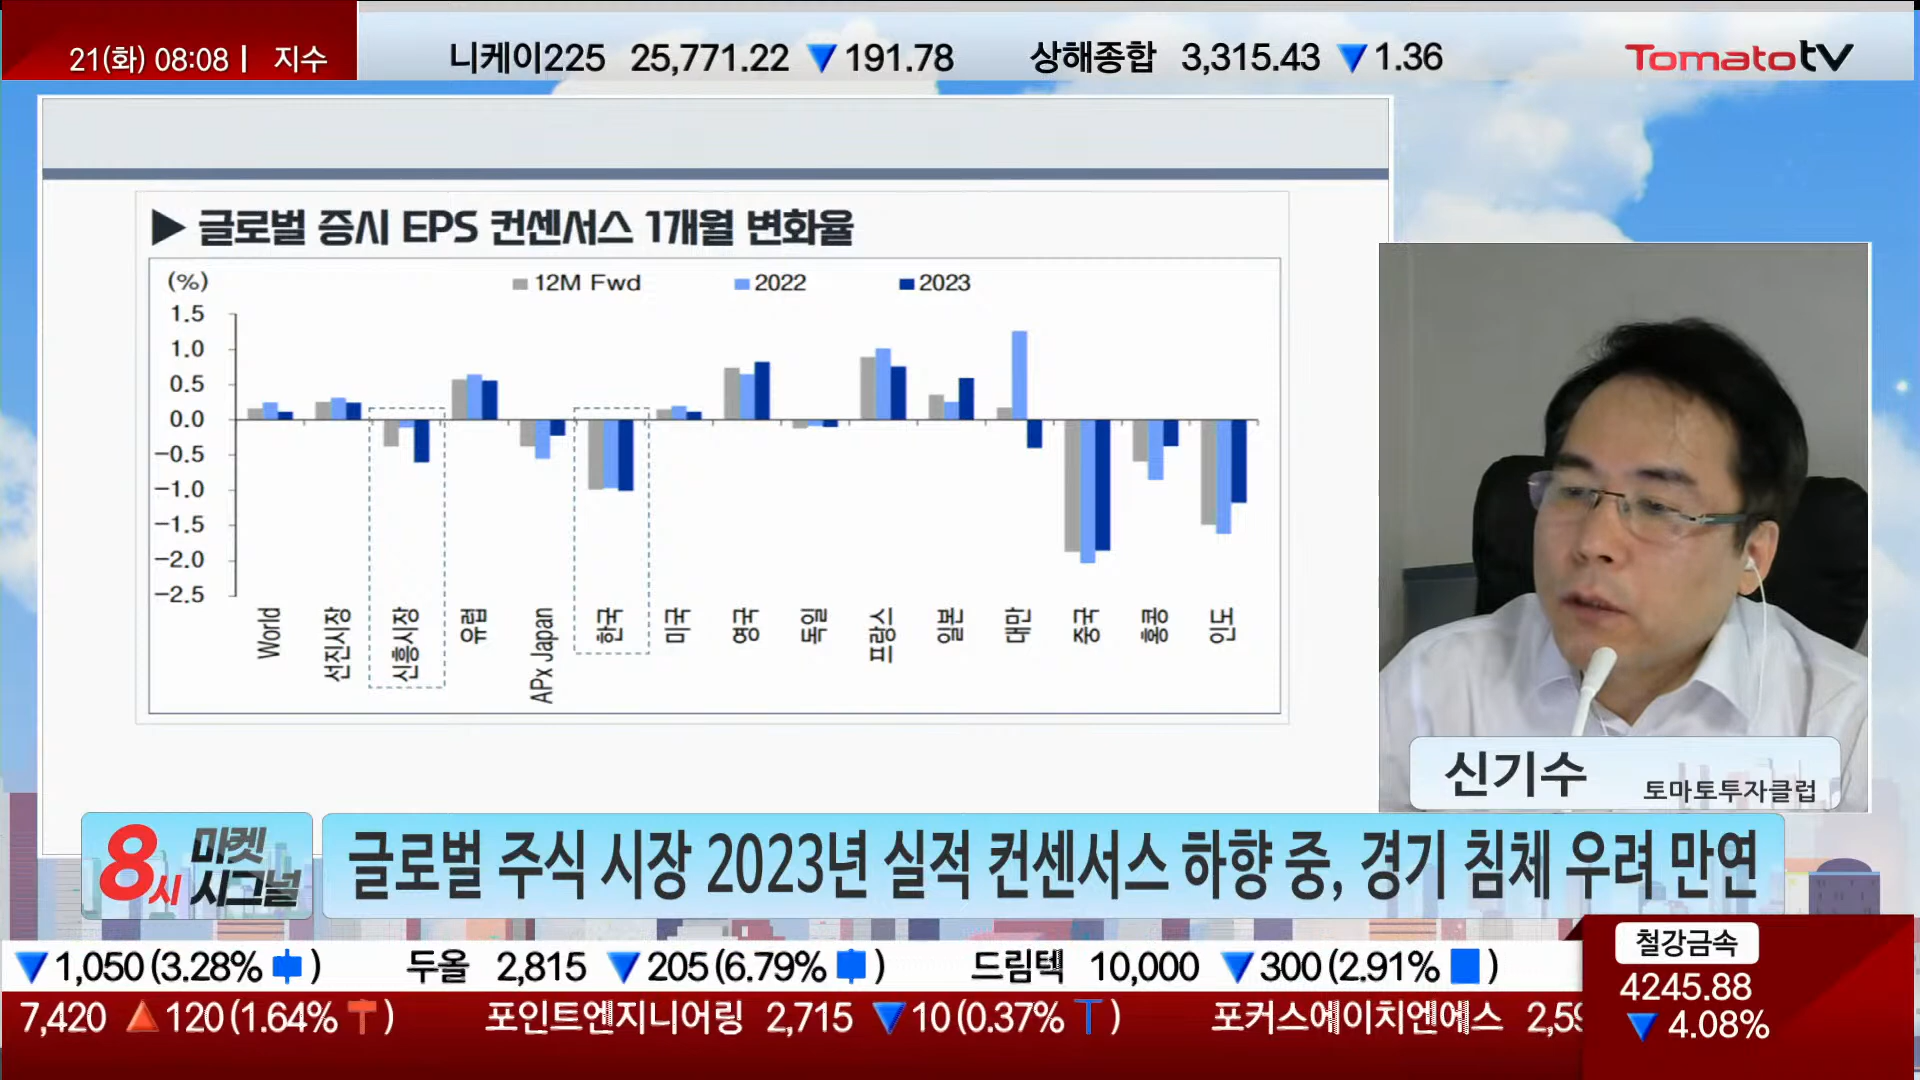 21(화) 08:08 | 지수 니케이225 25,771.22 ▼191.78 상해종합 3,315.43 ▼1.36 Tomatotv
▶ 글로벌 증시 EPS 컨센서스 1개월 변화율
(%) 12M Fwd 2022 2023
1.5
1.0
0.5
0.0
-0.5
-1.0
-1.5
-2.0
-2.5
World 선진시장 신흥시장 유럽 APx Japan 한국 미국 영국 독일 프랑스 일본 대만 중국 홍콩 인도
신기수 토마토투자클럽
8시 마켓시그널
글로벌 주식 시장 2023년 실적 컨센서스 하향 중, 경기 침체 우려 만연
▼1,050(3.28% ) 두올 2,815 ▼205(6.79% ) 드림텍 10,000 ▼300(2.91% )
7,420 ▲120(1.64% ) 포인트엔지니어링 2,715 ▼10(0.37% ) 포커스에이치엔에스
철강금속
4245.88
▼ 4.08%